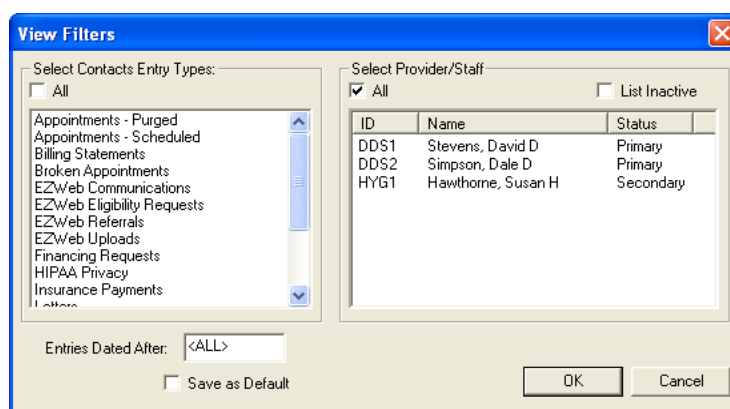 View Filters
Select Contacts Entry Types:
All
Appointments - Purged
Appointments - Scheduled
Billing Statements
Broken Appointments
EZWeb Communications
EZWeb Eligibility Requests
EZWeb Referrals
EZWeb Uploads
Financing Requests
HIPAA Privacy
Insurance Payments
Letters
Entries Dated After: <ALL>
Save as Default
Select Provider/Staff
All List Inactive
ID Name Status
DDS1 Stevens, David D Primary
DDS2 Simpson, Dale D Primary
HYG1 Hawthorne, Susan H Secondary
OK Cancel